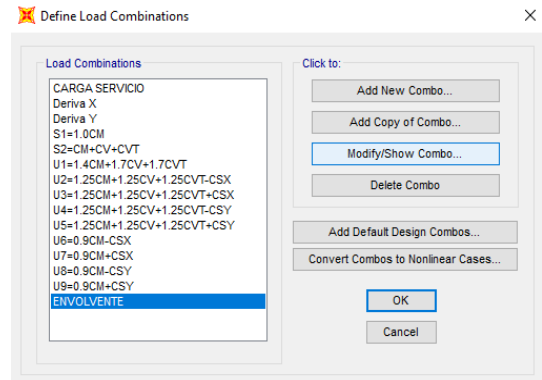 Define Load Combinations
Load Combinations
CARGA SERVICIO
Deriva X
Deriva Y
S1=1.0CM
S2=CM+CV+CVT
U1=1.4CM+1.7CV+1.7CVT
U2=1.25CM+1.25CV+1.25CVT-CSX
U3=1.25CM+1.25CV+1.25CVT+CSX
U4=1.25CM+1.25CV+1.25CVT-CSY
U5=1.25CM+1.25CV+1.25CVT+CSY
U6=0.9CM-CSX
U7=0.9CM+CSX
U8=0.9CM-CSY
U9=0.9CM+CSY
ENVOLVENTE
Click to:
Add New Combo...
Add Copy of Combo...
Modify/Show Combo...
Delete Combo
Add Default Design Combos...
Convert Combos to Nonlinear Cases...
OK
Cancel